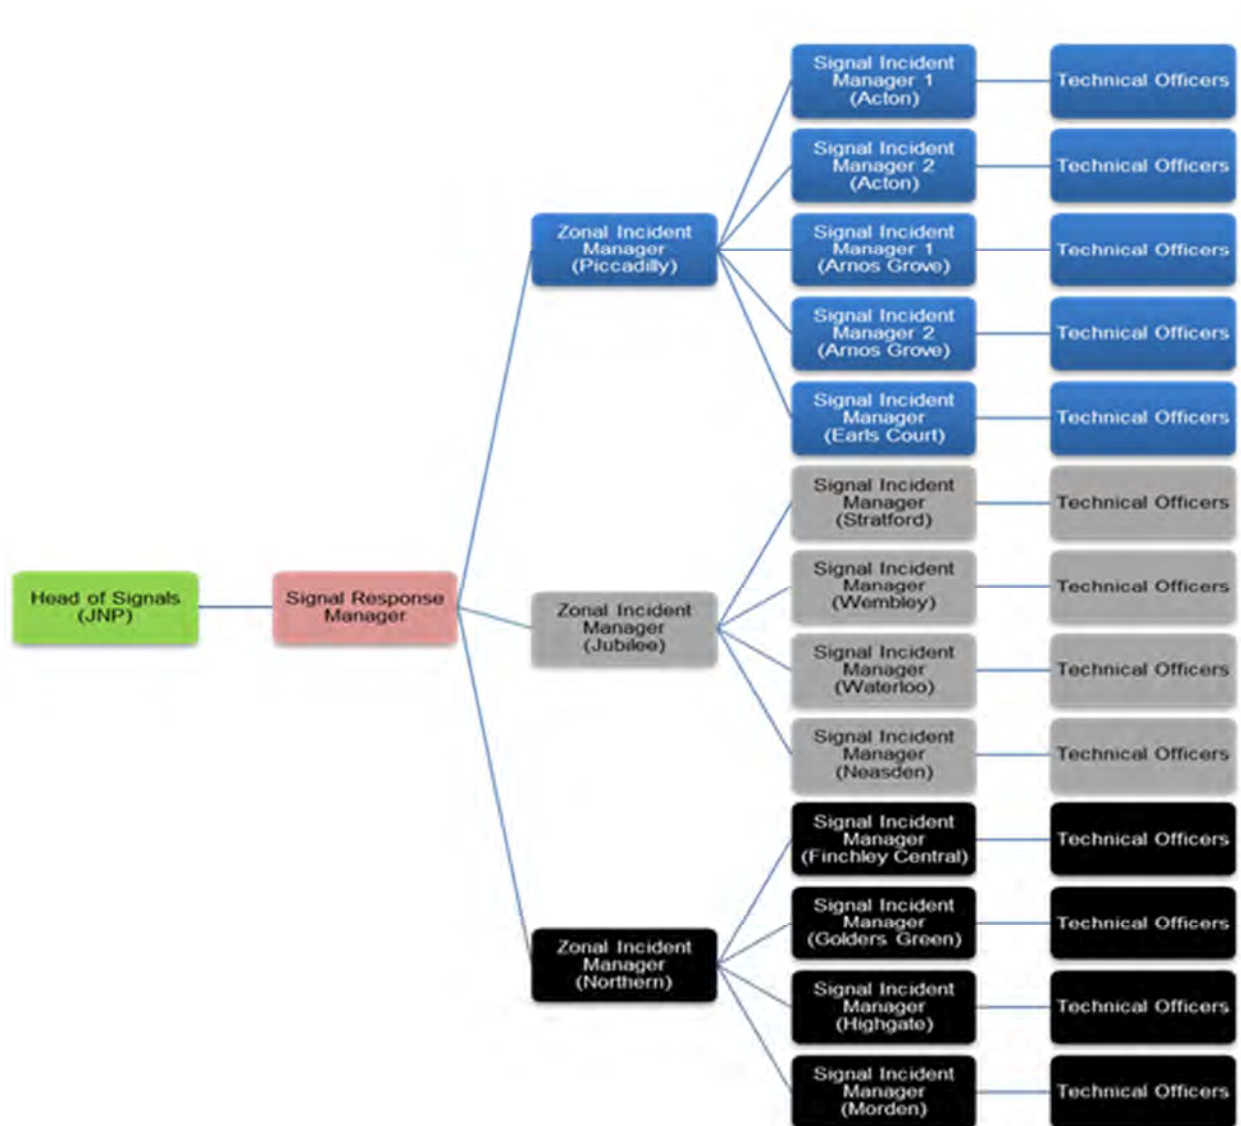 Signal Incident
Manager 1
(Acton)
Technical Officers
Signal Incident
Manager 2
(Acton)
Technical Officers
Zonal Incident
Manager
(Piccadilly)
Signal Incident
Manager 1
(Arnos Grove)
Technical Officers
Signal Incident
Manager 2
(Arnos Grove)
Technical Officers
Signal Incident
Manager
(Earls Court)
Technical Officers
Signal Incident
Manager
(Stratford)
Technical Officers
Head of Signals
(JNP)
Signal Response
Manager
Zonal Incident
Manager
(Jubilee)
Signal Incident
Manager
(Wembley)
Technical Officers
Signal Incident
Manager
(Waterloo)
Technical Officers
Signal Incident
Manager
(Neasden)
Technical Officers
Signal Incident
Manager
(Finchley Central)
Technical Officers
Zonal Incident
Manager
(Northern)
Signal Incident
Manager
(Golders Green)
Technical Officers
Signal Incident
Manager
(Highgate)
Technical Officers
Signal Incident
Manager
(Morden)
Technical Officers